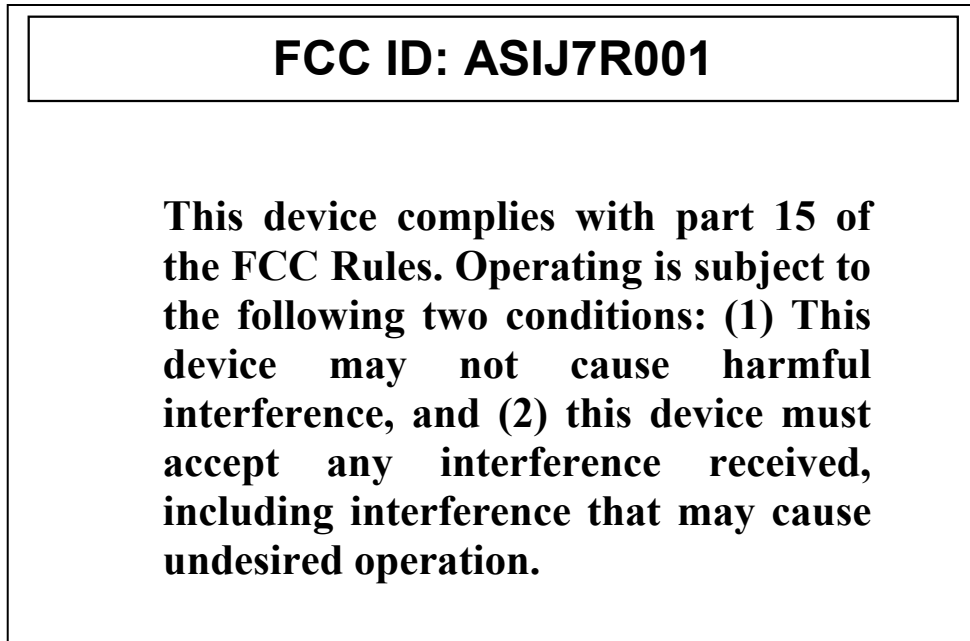 FCC ID: ASIJ7R001
This device complies with part 15 of
the FCC Rules. Operating is subject to
the following two conditions: (1) This
device may not cause harmful
interference, and (2) this device must
accept any interference received,
including interference that may cause
undesired operation.